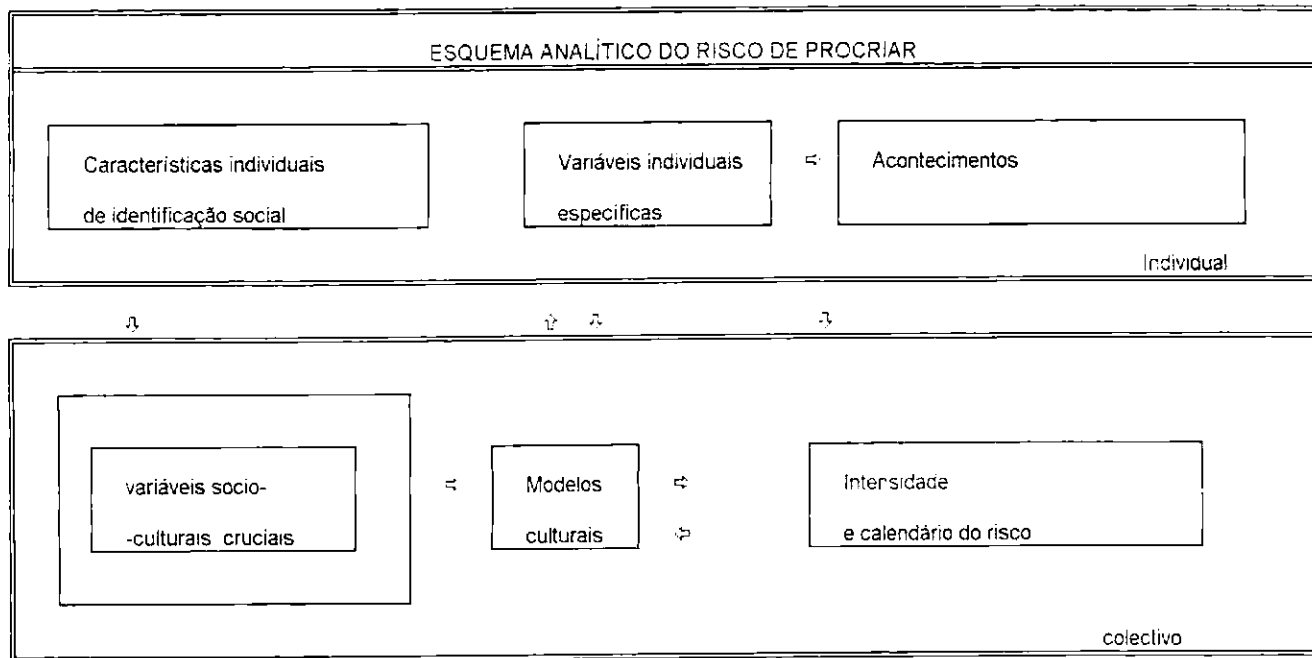 ESQUEMA ANALÍTICO DO RISCO DE PROCRIAR
Características individuais
de identificação social
Variáveis individuais
especificas
⇨
Acontecimentos
Individual
⇩
⇧ ⇩
⇩
variáveis socio-
-culturais cruciais
⇨
Modelos
culturais
⇨
⇦
Intensidade
e calendário do risco
colectivo